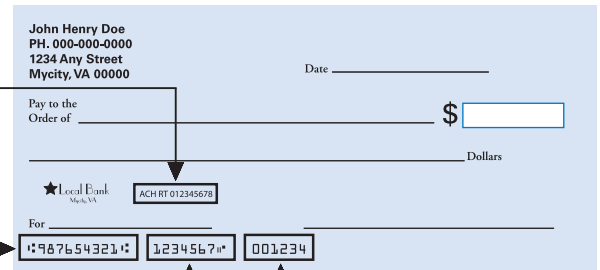 John Henry Doe
PH. 000-000-0000
1234 Any Street
Mycity, VA 00000
Date
Pay to the
Order of
$
Dollars
Local Bank
Mycity, VA
ACH RT 012345678
For
⑆987654321⑆ 1234567⑈ 001234